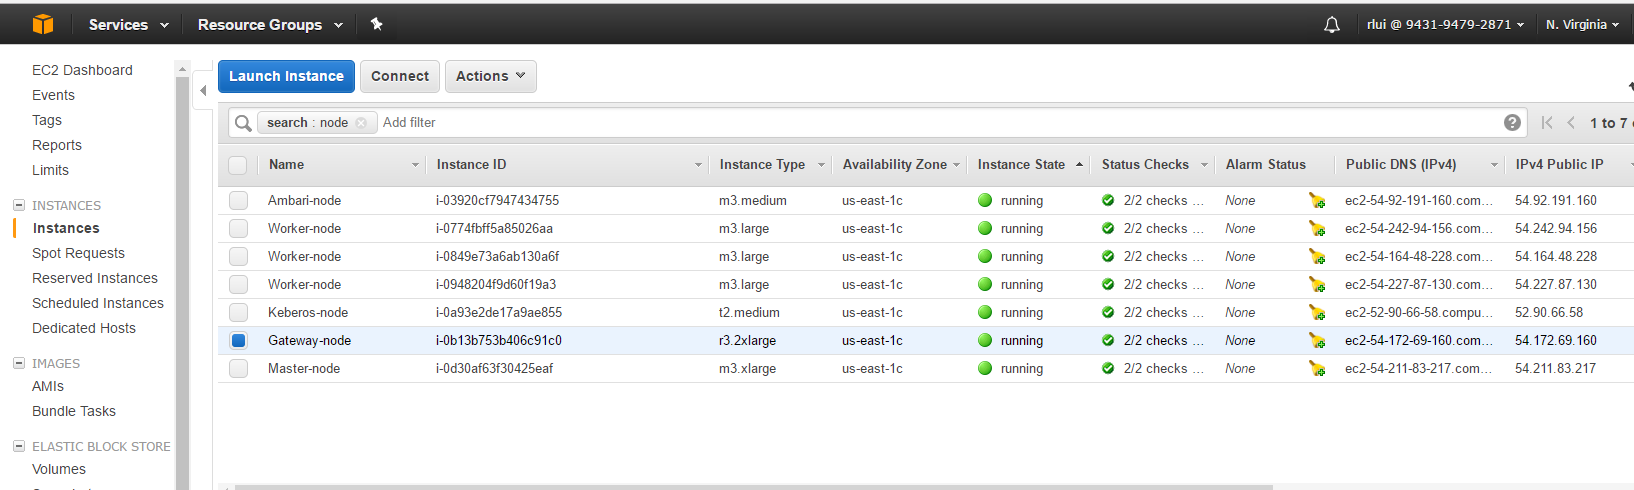 Services Resource Groups rlui @ 9431-9479-2871 N. Virginia
EC2 Dashboard
Events
Tags
Reports
Limits
INSTANCES
Instances
Spot Requests
Reserved Instances
Scheduled Instances
Dedicated Hosts
IMAGES
AMIs
Bundle Tasks
ELASTIC BLOCK STORE
Volumes
Launch Instance Connect Actions
search : node Add filter ? 1 to 7
Name Instance ID Instance Type Availability Zone Instance State Status Checks Alarm Status Public DNS (IPv4) IPv4 Public IP
Ambari-node i-03920cf7947434755 m3.medium us-east-1c running 2/2 checks ... None ec2-54-92-191-160.com... 54.92.191.160
Worker-node i-0774fbff5a85026aa m3.large us-east-1c running 2/2 checks ... None ec2-54-242-94-156.com... 54.242.94.156
Worker-node i-0849e73a6ab130a6f m3.large us-east-1c running 2/2 checks ... None ec2-54-164-48-228.com... 54.164.48.228
Worker-node i-0948204f9d60f19a3 m3.large us-east-1c running 2/2 checks ... None ec2-54-227-87-130.com... 54.227.87.130
Keberos-node i-0a93e2de17a9ae855 t2.medium us-east-1c running 2/2 checks ... None ec2-52-90-66-58.compu... 52.90.66.58
Gateway-node i-0b13b753b406c91c0 r3.2xlarge us-east-1c running 2/2 checks ... None ec2-54-172-69-160.com... 54.172.69.160
Master-node i-0d30af63f30425eaf m3.xlarge us-east-1c running 2/2 checks ... None ec2-54-211-83-217.com... 54.211.83.217